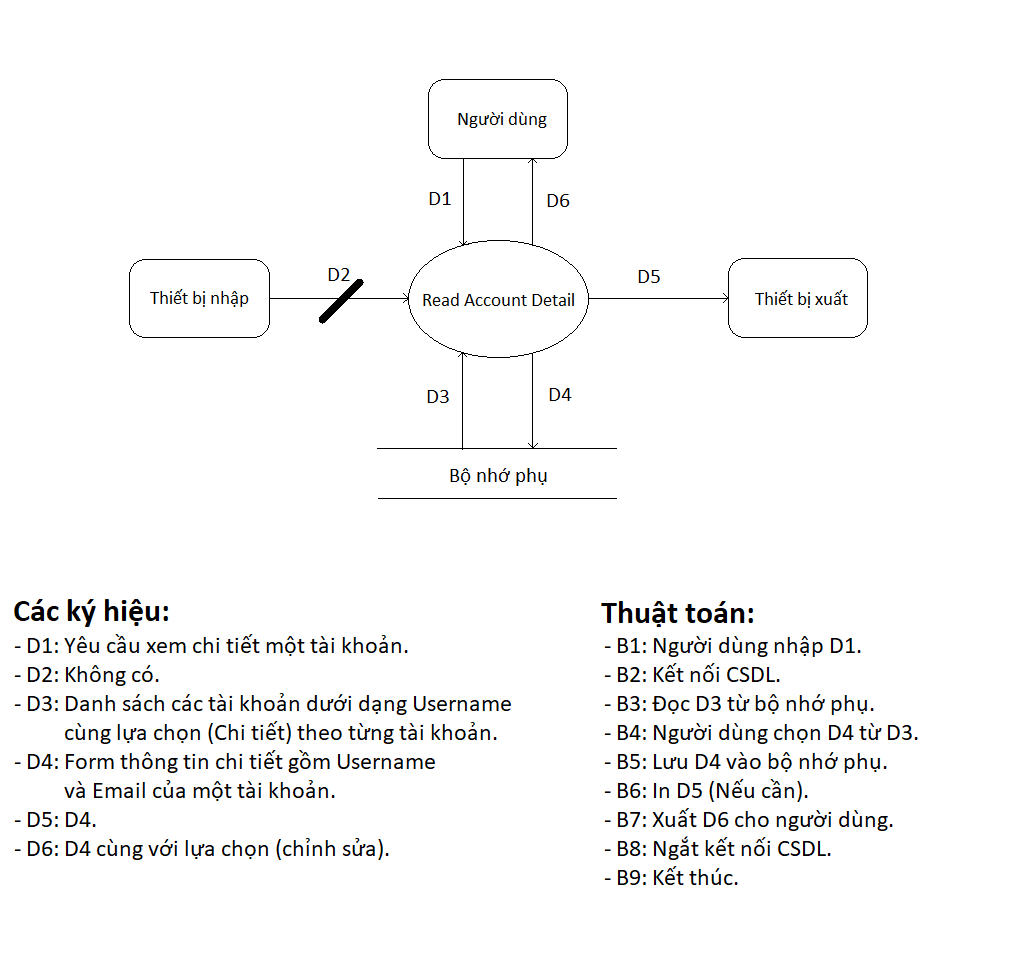 Người dùng
D1
D6
D2
D5
Thiết bị nhập
Read Account Detail
Thiết bị xuất
D3
D4
Bộ nhớ phụ
Các ký hiệu:
- D1: Yêu cầu xem chi tiết một tài khoản.
- D2: Không có.
- D3: Danh sách các tài khoản dưới dạng Username
cùng lựa chọn (Chi tiết) theo từng tài khoản.
- D4: Form thông tin chi tiết gồm Username
và Email của một tài khoản.
- D5: D4.
- D6: D4 cùng với lựa chọn (chỉnh sửa).
Thuật toán:
- B1: Người dùng nhập D1.
- B2: Kết nối CSDL.
- B3: Đọc D3 từ bộ nhớ phụ.
- B4: Người dùng chọn D4 từ D3.
- B5: Lưu D4 vào bộ nhớ phụ.
- B6: In D5 (Nếu cần).
- B7: Xuất D6 cho người dùng.
- B8: Ngắt kết nối CSDL.
- B9: Kết thúc.